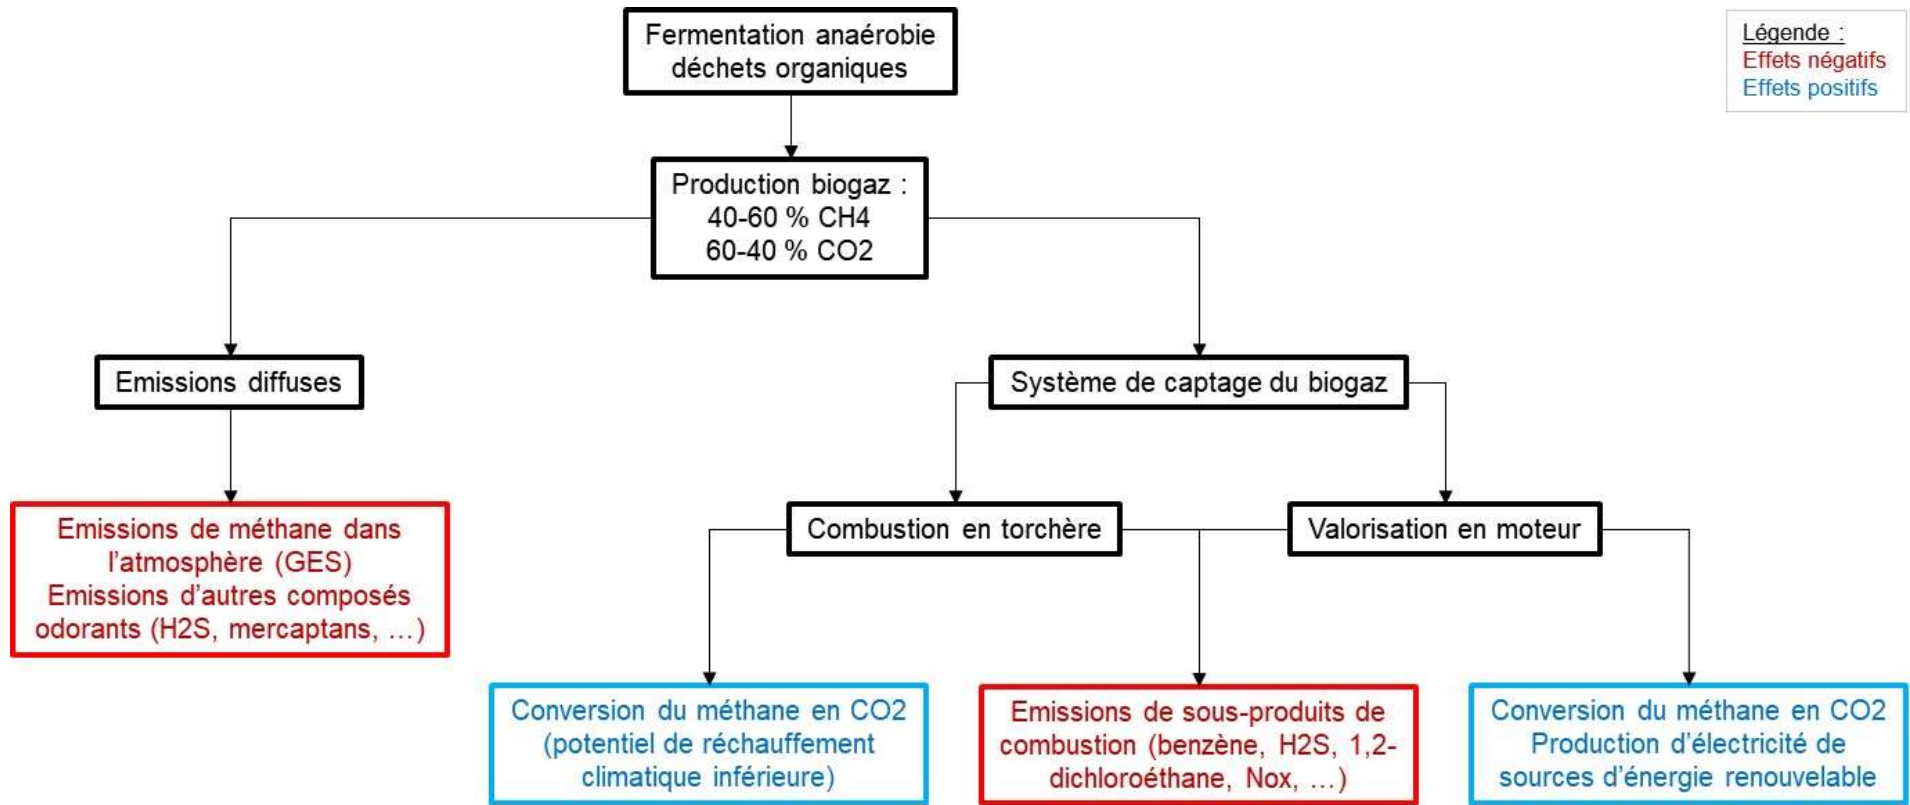 Fermentation anaérobie
déchets organiques
Légende :
Effets négatifs
Effets positifs
Production biogaz :
40-60 % CH4
60-40 % CO2
Emissions diffuses
Système de captage du biogaz
Combustion en torchère
Valorisation en moteur
Emissions de méthane dans
l'atmosphère (GES)
Emissions d'autres composés
odorants (H2S, mercaptans, …)
Conversion du méthane en CO2
(potentiel de réchauffement
climatique inférieure)
Emissions de sous-produits de
combustion (benzène, H2S, 1,2-
dichloroéthane, Nox, …)
Conversion du méthane en CO2
Production d'électricité de
sources d'énergie renouvelable